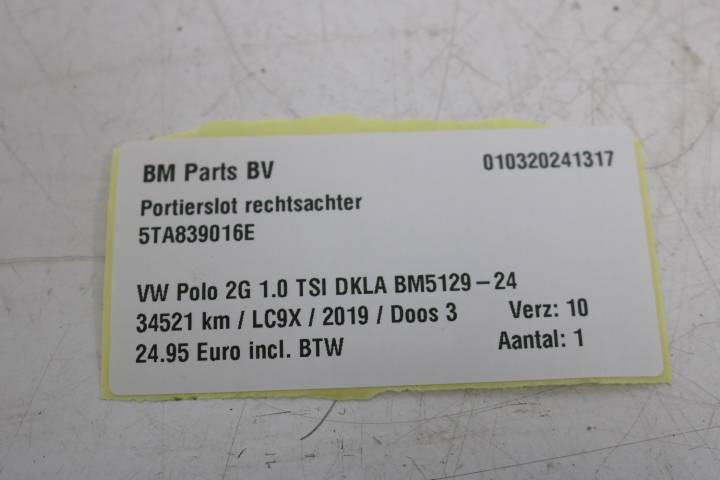 BM Parts BV 010320241317
Portierslot rechtsachter
5TA839016E
VW Polo 2G 1.0 TSI DKLA BM5129-24
34521 km / LC9X / 2019 / Doos 3 Verz: 10
24.95 Euro incl. BTW Aantal: 1